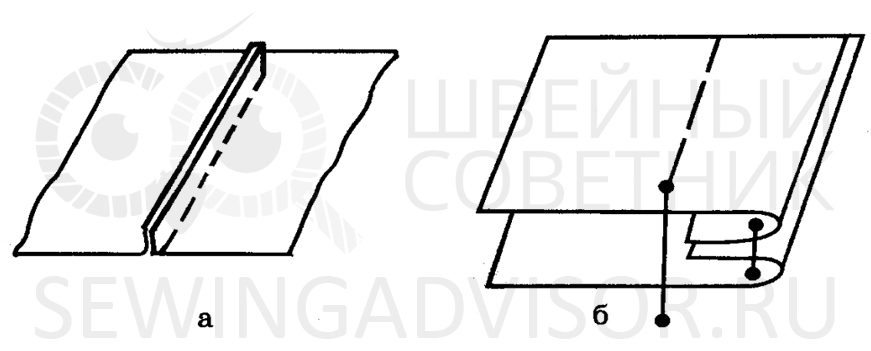 ШВЕЙНЫЙ
СОВЕТНИК
SEWINGADVISOR.RU
а
б